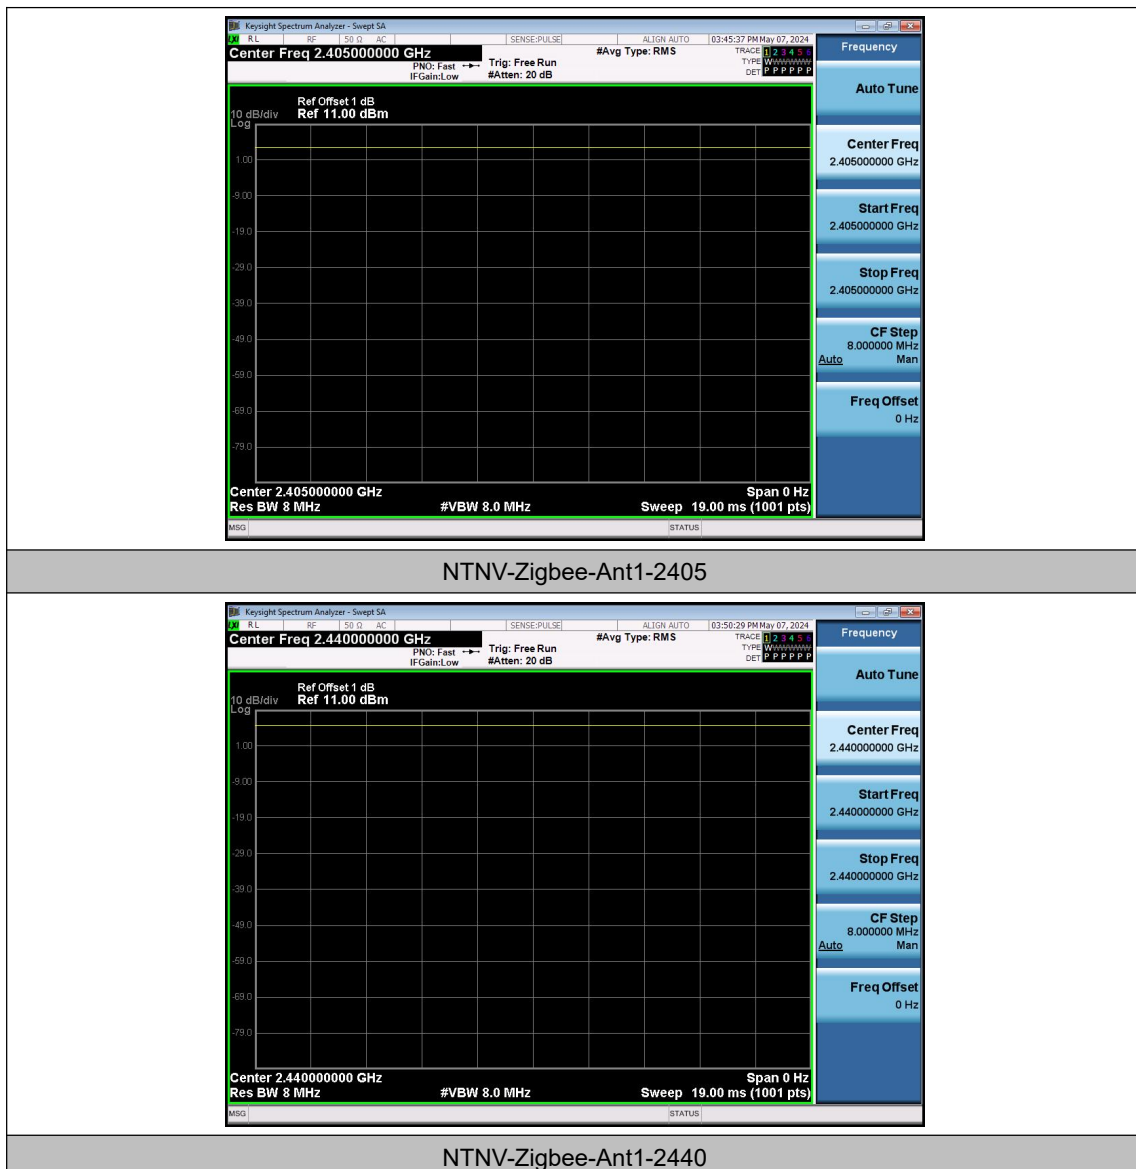 Keysight Spectrum Analyzer - Swept SA
RL RF 50 Ω AC SENSE:PULSE ALIGN AUTO 03:45:37 PM May 07, 2024
Center Freq 2.405000000 GHz #Avg Type: RMS TRACE 1 2 3 4 5 6
PNO: Fast Trig: Free Run TYPE W
IFGain:Low #Atten: 20 dB DET P P P P P P
Frequency
Auto Tune
Center Freq
2.405000000 GHz
Start Freq
2.405000000 GHz
Stop Freq
2.405000000 GHz
CF Step
8.000000 MHz
Auto Man
Freq Offset
0 Hz
Ref Offset 1 dB
10 dB/div Ref 11.00 dBm
Log
1.00
-9.00
-19.0
-29.0
-39.0
-49.0
-59.0
-69.0
-79.0
Center 2.405000000 GHz Span 0 Hz
Res BW 8 MHz #VBW 8.0 MHz Sweep 19.00 ms (1001 pts)
MSG STATUS
NTNV-Zigbee-Ant1-2405
Keysight Spectrum Analyzer - Swept SA
RL RF 50 Ω AC SENSE:PULSE ALIGN AUTO 03:50:29 PM May 07, 2024
Center Freq 2.440000000 GHz #Avg Type: RMS TRACE 1 2 3 4 5 6
PNO: Fast Trig: Free Run TYPE W
IFGain:Low #Atten: 20 dB DET P P P P P P
Frequency
Auto Tune
Center Freq
2.440000000 GHz
Start Freq
2.440000000 GHz
Stop Freq
2.440000000 GHz
CF Step
8.000000 MHz
Auto Man
Freq Offset
0 Hz
Ref Offset 1 dB
10 dB/div Ref 11.00 dBm
Log
1.00
-9.00
-19.0
-29.0
-39.0
-49.0
-59.0
-69.0
-79.0
Center 2.440000000 GHz Span 0 Hz
Res BW 8 MHz #VBW 8.0 MHz Sweep 19.00 ms (1001 pts)
MSG STATUS
NTNV-Zigbee-Ant1-2440